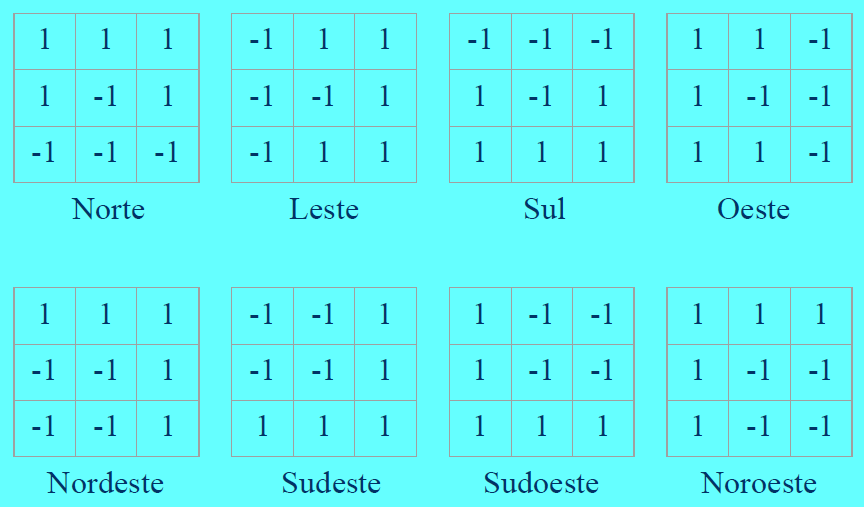 1 1 1 -1 1 1 -1 -1 -1 1 1 -1
1 -1 1 -1 -1 1 1 -1 1 1 -1 -1
-1 -1 -1 -1 1 1 1 1 1 1 1 -1
Norte Leste Sul Oeste
1 1 1 -1 -1 1 1 -1 -1 1 1 1
-1 -1 1 -1 -1 1 1 -1 -1 1 -1 -1
-1 -1 1 1 1 1 1 1 1 1 -1 -1
Nordeste Sudeste Sudoeste Noroeste